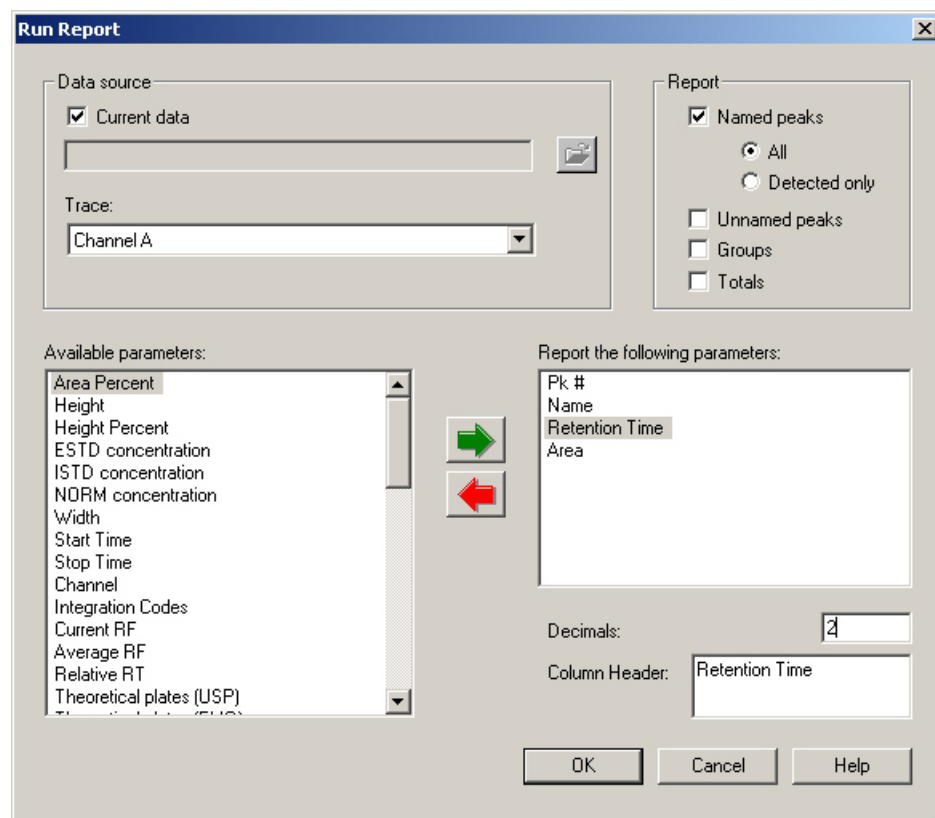 Run Report
Data source
Current data
Trace:
Channel A
Report
Named peaks
All
Detected only
Unnamed peaks
Groups
Totals
Available parameters:
Area Percent
Height
Height Percent
ESTD concentration
ISTD concentration
NORM concentration
Width
Start Time
Stop Time
Channel
Integration Codes
Current RF
Average RF
Relative RT
Theoretical plates (USP)
Report the following parameters:
Pk #
Name
Retention Time
Area
Decimals: 2
Column Header: Retention Time
OK Cancel Help